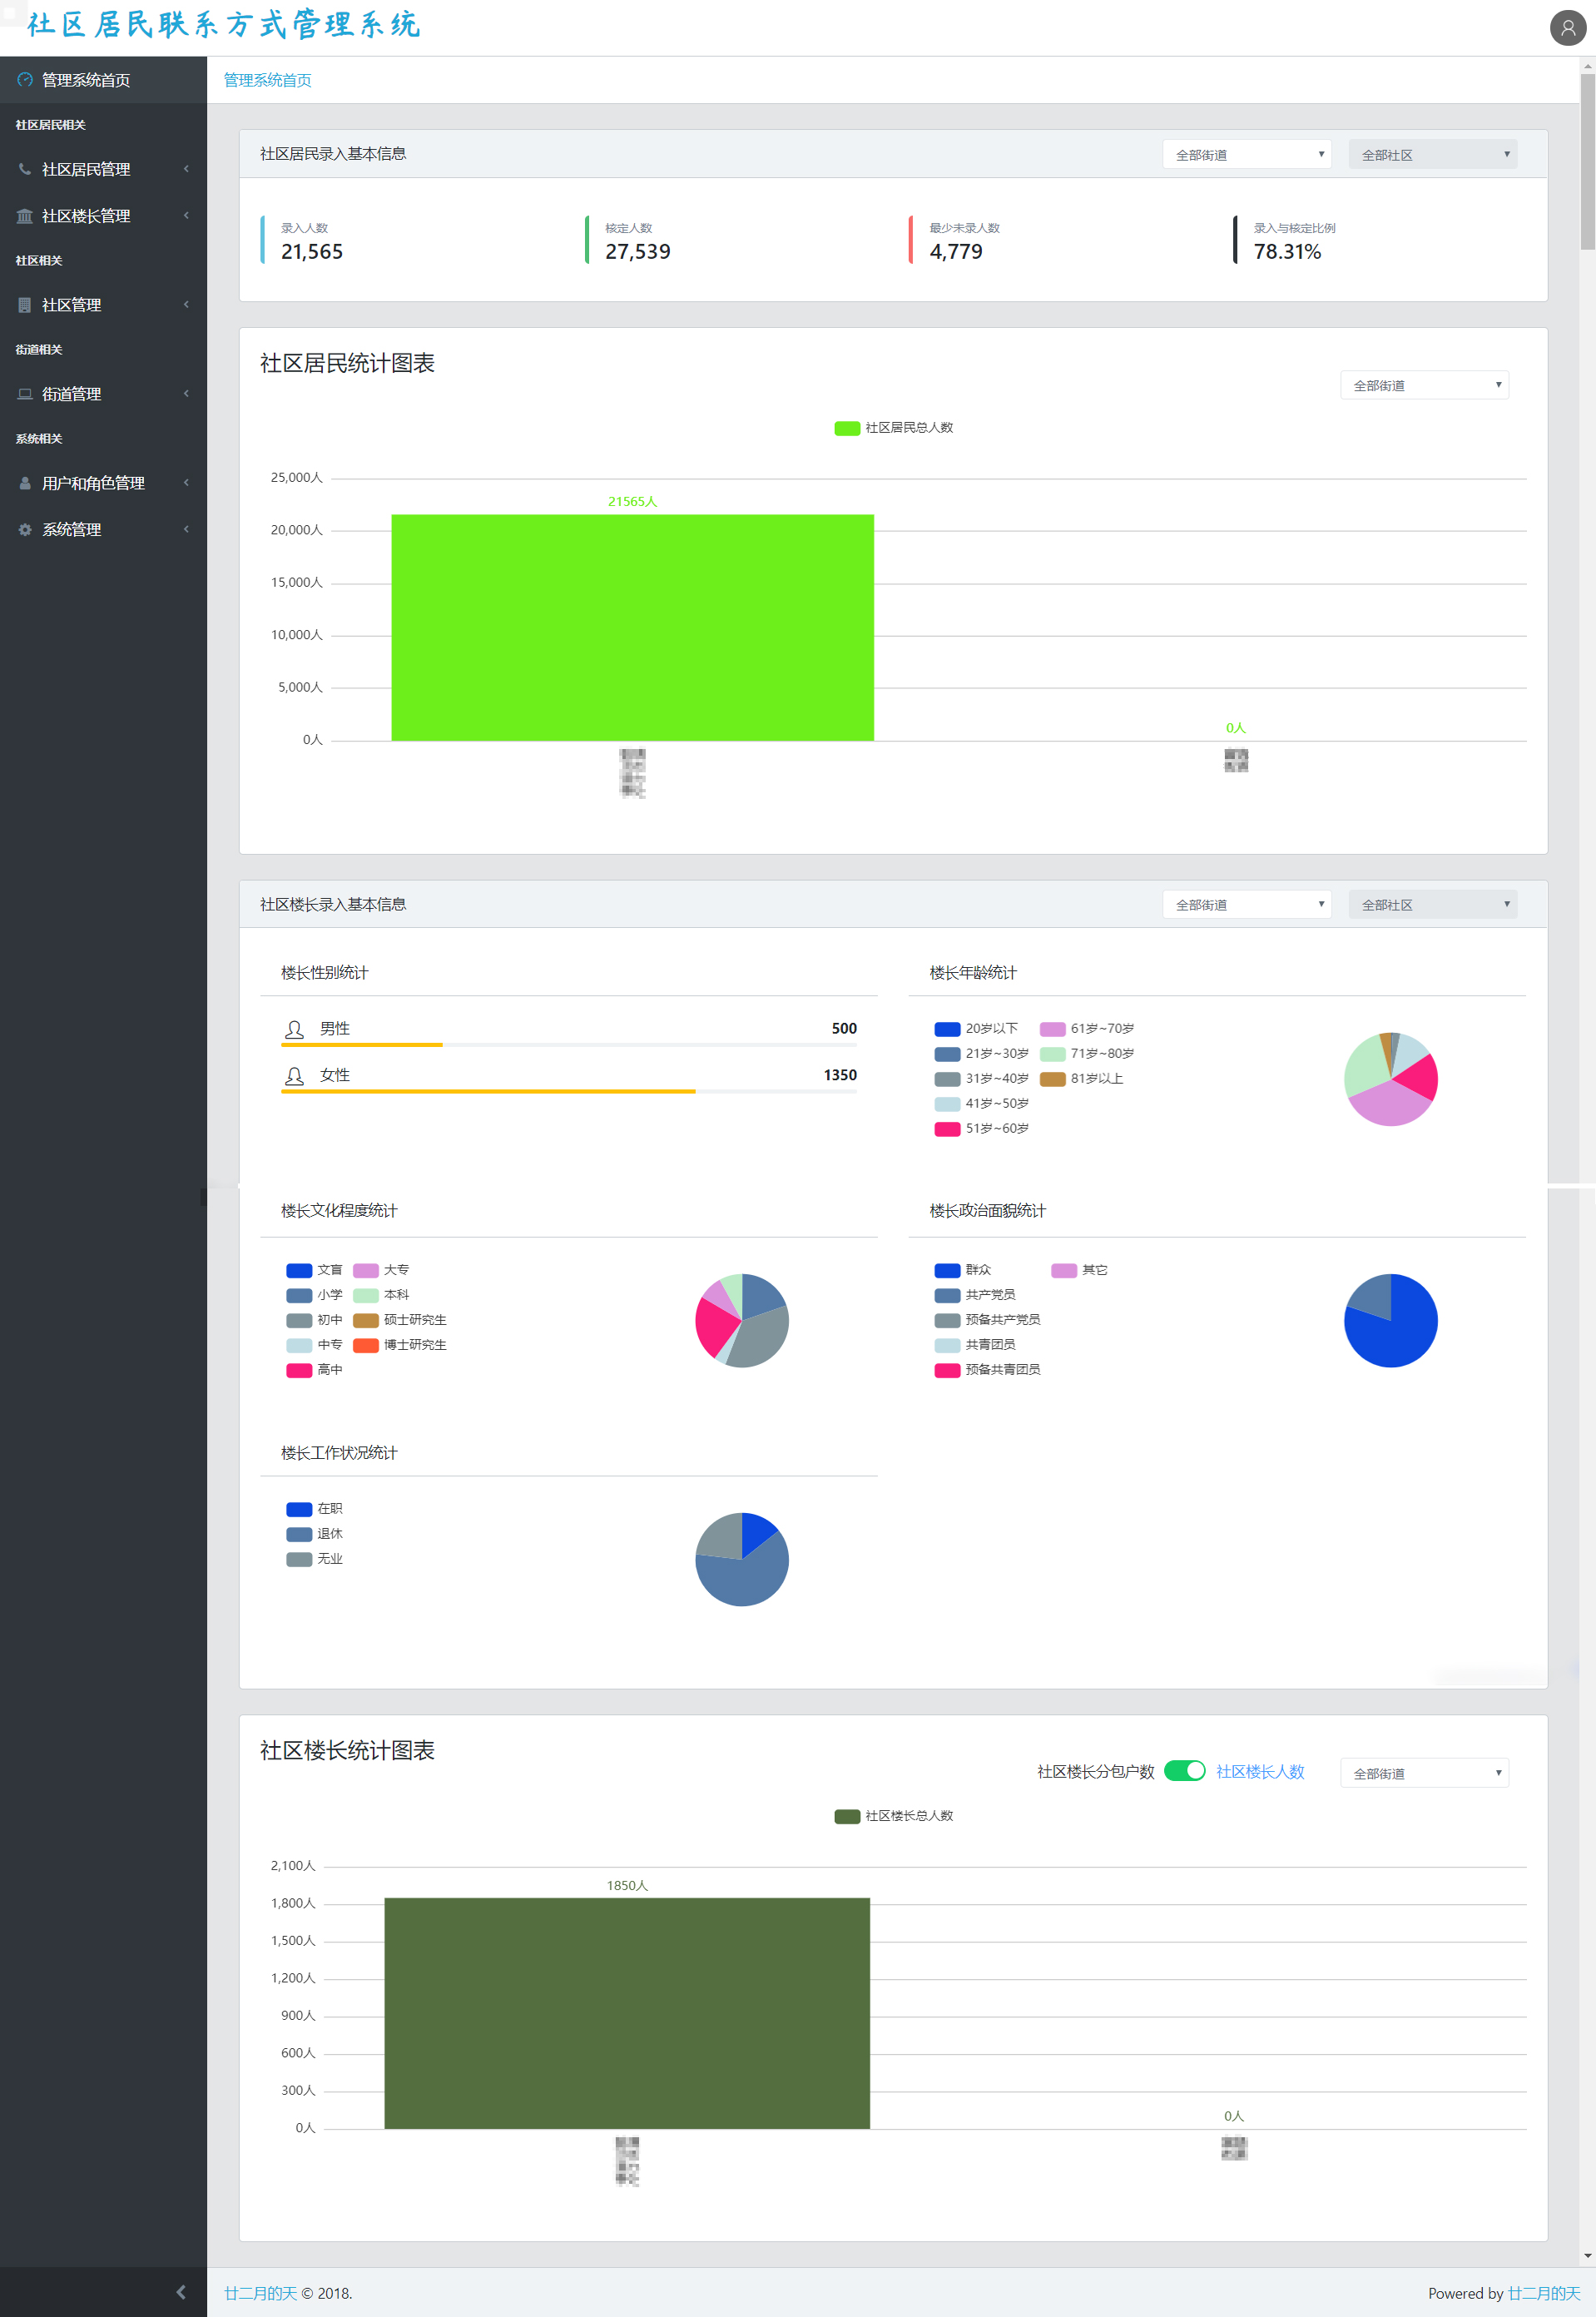 社区居民联系方式管理系统
管理系统首页
社区居民相关
社区居民管理
社区楼长管理
社区相关
社区管理
街道相关
街道管理
系统相关
用户和角色管理
系统管理
管理系统首页
社区居民录入基本信息
全部街道
全部社区
录入人数
21,565
核定人数
27,539
最少未录人数
4,779
录入与核定比例
78.31%
社区居民统计图表
全部街道
社区居民总人数
25,000人
20,000人
15,000人
10,000人
5,000人
0人
21565人
0人
社区楼长录入基本信息
全部街道
全部社区
楼长性别统计
男性 500
女性 1350
楼长年龄统计
20岁以下
21岁~30岁
31岁~40岁
41岁~50岁
51岁~60岁
61岁~70岁
71岁~80岁
81岁以上
楼长文化程度统计
文盲
小学
初中
中专
高中
大专
本科
硕士研究生
博士研究生
楼长政治面貌统计
群众
共产党员
预备共产党员
共青团员
预备共青团员
其它
楼长工作状况统计
在职
退休
无业
社区楼长统计图表
社区楼长分包户数
社区楼长人数
全部街道
社区楼长总人数
2,100人
1,800人
1,500人
1,200人
900人
600人
300人
0人
1850人
0人
廿二月的天 © 2018.
Powered by 廿二月的天